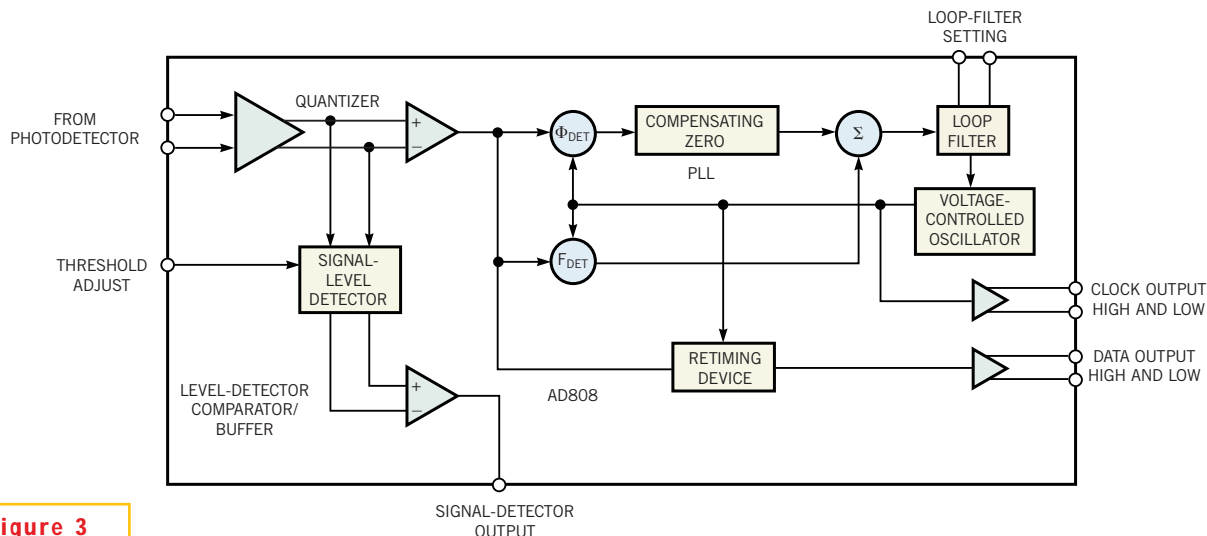 LOOP-FILTER
SETTING
FROM
PHOTODETECTOR
QUANTIZER
+
−
ΦDET
COMPENSATING
ZERO
PLL
Σ
LOOP
FILTER
VOLTAGE-
CONTROLLED
OSCILLATOR
THRESHOLD
ADJUST
SIGNAL-
LEVEL
DETECTOR
FDET
CLOCK OUTPUT
HIGH AND LOW
RETIMING
DEVICE
DATA OUTPUT
HIGH AND LOW
LEVEL-DETECTOR
COMPARATOR/
BUFFER
+
−
AD808
SIGNAL-DETECTOR
OUTPUT
igure 3